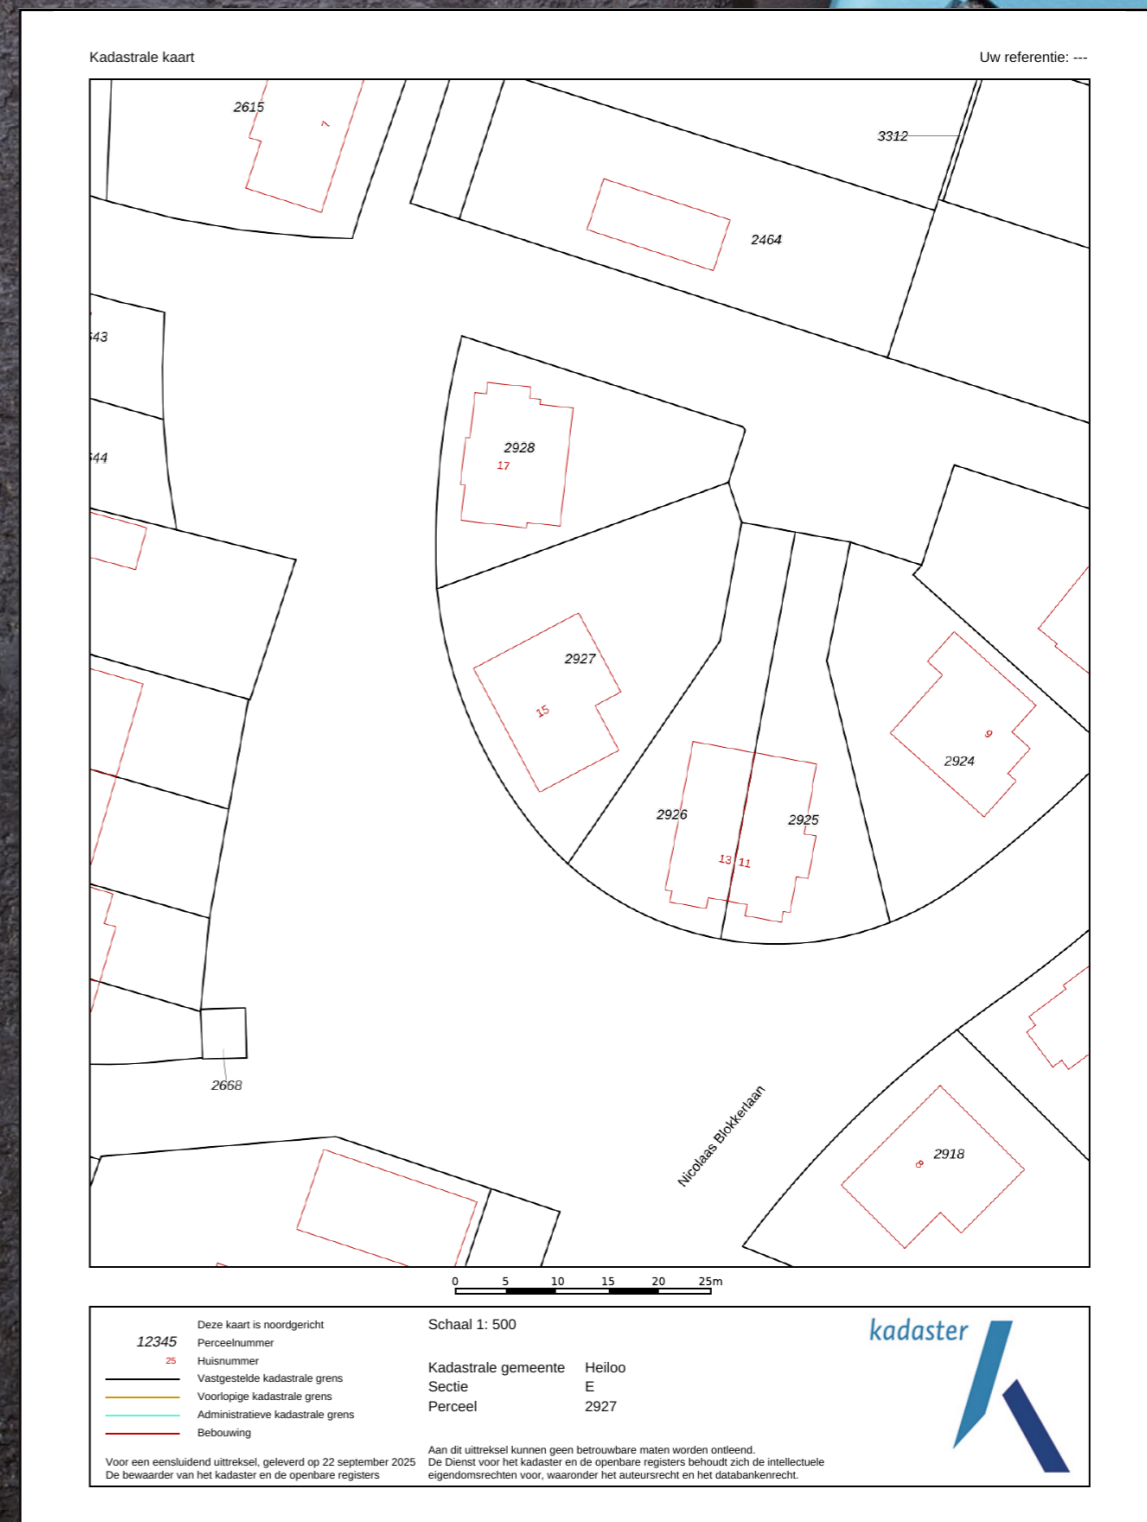 Kadastrale kaart
Uw referentie: ---
2615
7
3312
2464
43
2928
17
44
2927
15
9
2924
2926
2925
13
11
2668
Nicolaas Blokkerlaan
2918
8
0 5 10 15 20 25m
Deze kaart is noordgericht
12345 Perceelnummer
25 Huisnummer
Vastgestelde kadastrale grens
Voorlopige kadastrale grens
Administratieve kadastrale grens
Bebouwing
Voor een eensluidend uittreksel, geleverd op 22 september 2025
De bewaarder van het kadaster en de openbare registers
Schaal 1: 500
Kadastrale gemeente Heiloo
Sectie E
Perceel 2927
Aan dit uittreksel kunnen geen betrouwbare maten worden ontleend.
De Dienst voor het kadaster en de openbare registers behoudt zich de intellectuele
eigendomsrechten voor, waaronder het auteursrecht en het databankenrecht.
kadaster